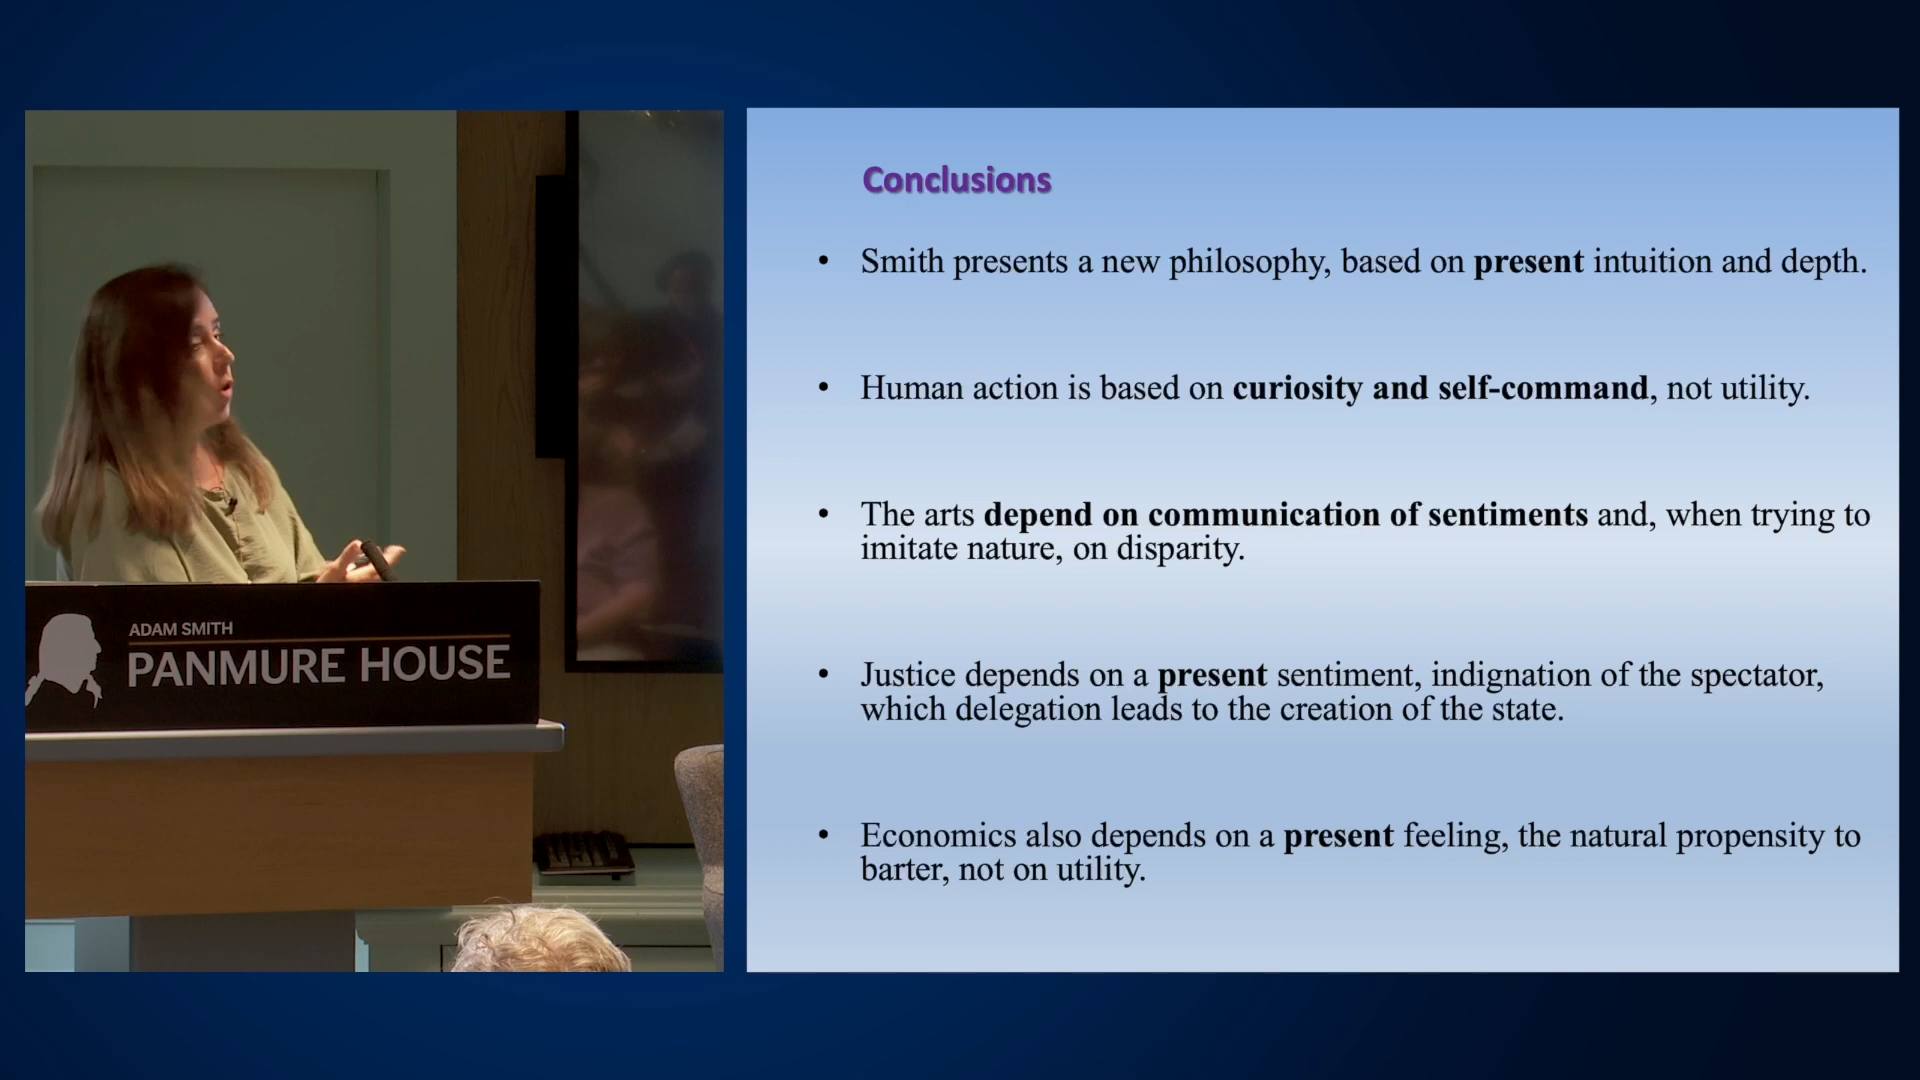 ADAM SMITH
PANMURE HOUSE
Conclusions
• Smith presents a new philosophy, based on present intuition and depth.
• Human action is based on curiosity and self-command, not utility.
• The arts depend on communication of sentiments and, when trying to
imitate nature, on disparity.
• Justice depends on a present sentiment, indignation of the spectator,
which delegation leads to the creation of the state.
• Economics also depends on a present feeling, the natural propensity to
barter, not on utility.